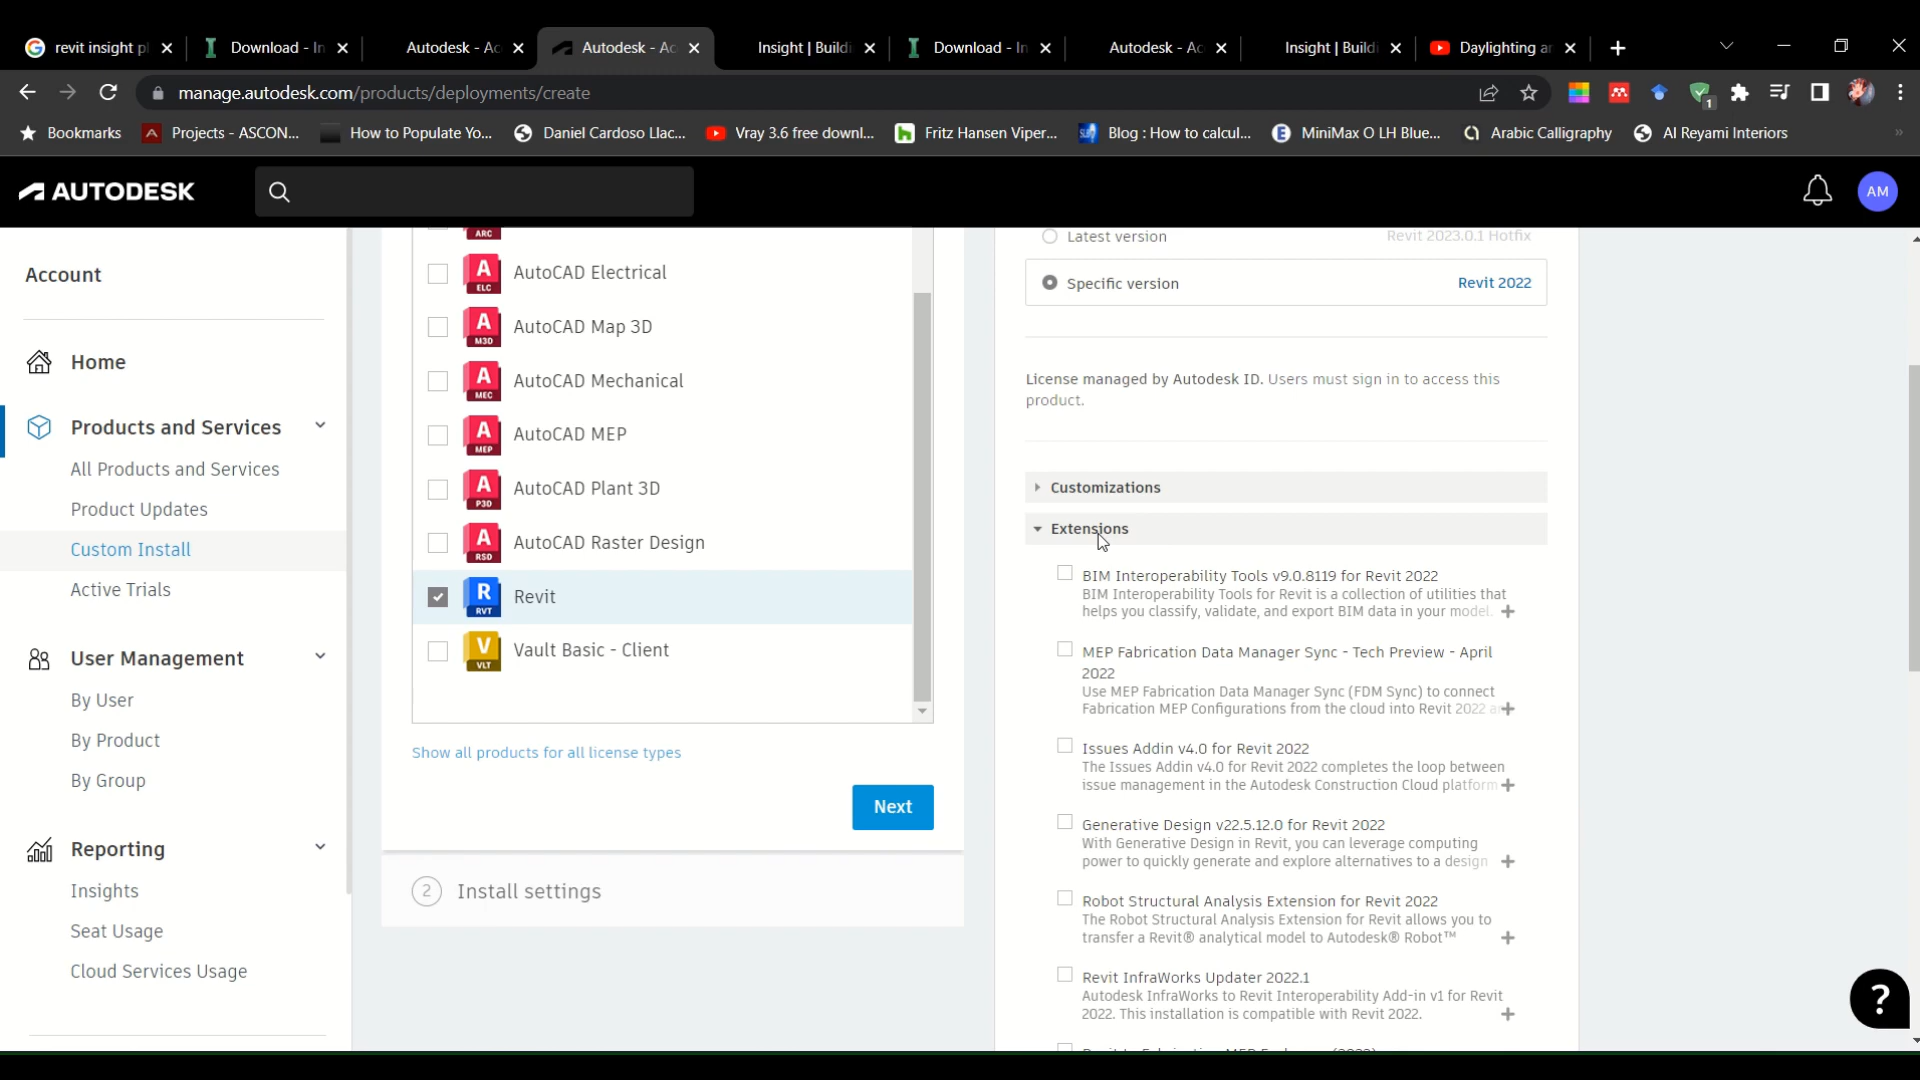 revit insight pl
Download - In
Autodesk - Ac
Autodesk - Ac
Insight | Buildi
Download - In
Autodesk - Ac
Insight | Buildi
Daylighting an
manage.autodesk.com/products/deployments/create
1
Bookmarks
Projects - ASCON...
How to Populate Yo...
Daniel Cardoso Llac...
Vray 3.6 free downl...
Fritz Hansen Viper...
Blog : How to calcul...
MiniMax O LH Blue...
Arabic Calligraphy
Al Reyami Interiors
»
AUTODESK
AM
Account
Home
Products and Services
All Products and Services
Product Updates
Custom Install
Active Trials
User Management
By User
By Product
By Group
Reporting
Insights
Seat Usage
Cloud Services Usage
ARC
A ELC AutoCAD Electrical
A M3D AutoCAD Map 3D
A MEC AutoCAD Mechanical
A MEP AutoCAD MEP
A P3D AutoCAD Plant 3D
A RSD AutoCAD Raster Design
R RVT Revit
V VLT Vault Basic - Client
Show all products for all license types
Next
2 Install settings
Latest version Revit 2023.0.1 Hotfix
Specific version Revit 2022
License managed by Autodesk ID. Users must sign in to access this
product.
Customizations
Extensions
BIM Interoperability Tools v9.0.8119 for Revit 2022
BIM Interoperability Tools for Revit is a collection of utilities that
helps you classify, validate, and export BIM data in your model. +
MEP Fabrication Data Manager Sync - Tech Preview - April
2022
Use MEP Fabrication Data Manager Sync (FDM Sync) to connect
Fabrication MEP Configurations from the cloud into Revit 2022 a +
Issues Addin v4.0 for Revit 2022
The Issues Addin v4.0 for Revit 2022 completes the loop between
issue management in the Autodesk Construction Cloud platform +
Generative Design v22.5.12.0 for Revit 2022
With Generative Design in Revit, you can leverage computing
power to quickly generate and explore alternatives to a design +
Robot Structural Analysis Extension for Revit 2022
The Robot Structural Analysis Extension for Revit allows you to
transfer a Revit® analytical model to Autodesk® Robot™ +
Revit InfraWorks Updater 2022.1
Autodesk InfraWorks to Revit Interoperability Add-in v1 for Revit
2022. This installation is compatible with Revit 2022. +
?